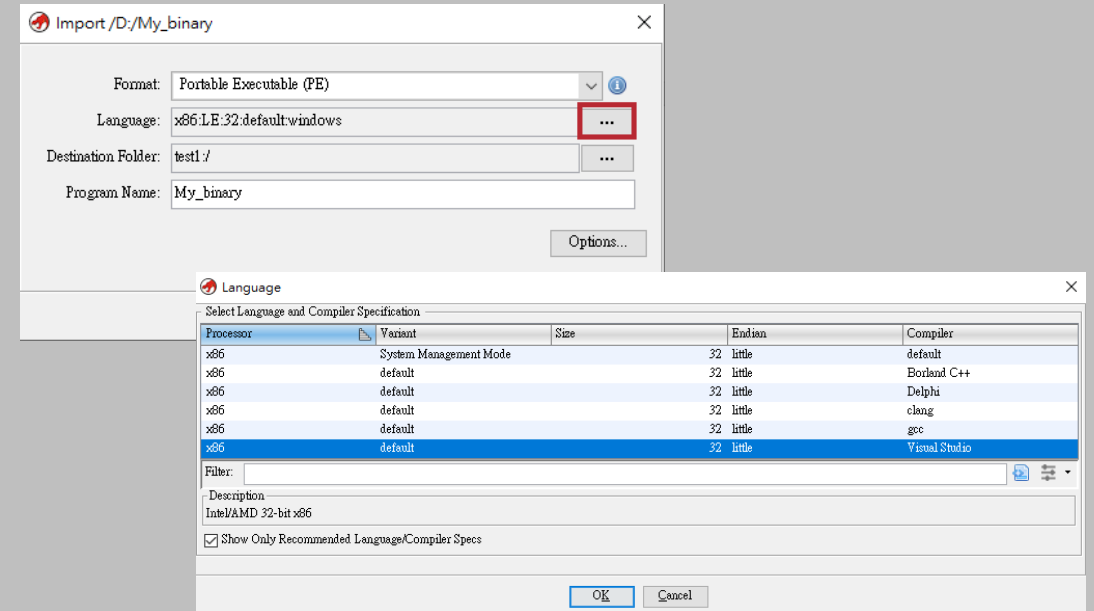 Import /D:/My_binary
Format: Portable Executable (PE)
Language: x86:LE:32:default:windows ...
Destination Folder: test1:/ ...
Program Name: My_binary
Options...
Language
Select Language and Compiler Specification
Processor Variant Size Endian Compiler
x86 System Management Mode 32 little default
x86 default 32 little Borland C++
x86 default 32 little Delphi
x86 default 32 little clang
x86 default 32 little gcc
x86 default 32 little Visual Studio
Filter:
Description
Intel/AMD 32-bit x86
Show Only Recommended Language/Compiler Specs
OK Cancel